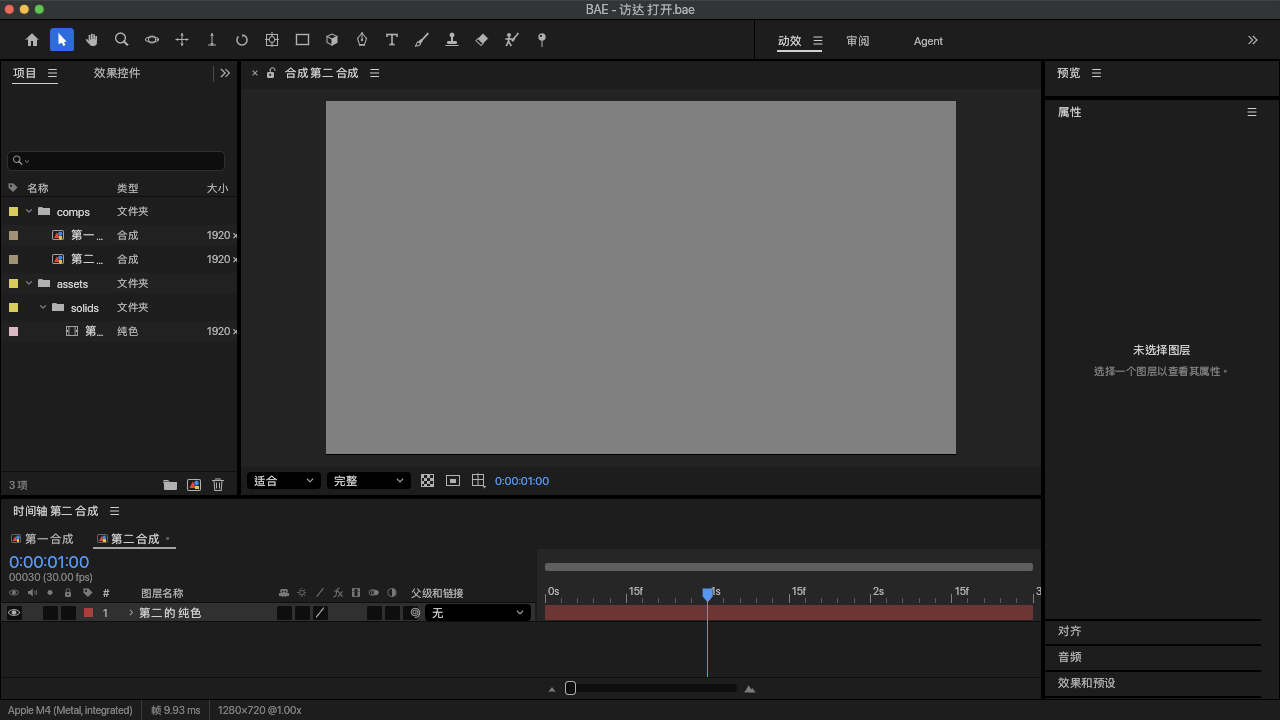 BAE - 访达 打开.bae
动效
审阅
Agent
项目
效果控件
合成 第二 合成
预览
属性
名称 类型 大小
comps 文件夹
第一 ... 合成 1920 ×
第二 ... 合成 1920 ×
assets 文件夹
solids 文件夹
第... 纯色 1920 ×
未选择图层
选择一个图层以查看其属性。
3 项
适合
完整
0:00:01:00
时间轴 第二 合成
第一 合成
第二 合成
0:00:01:00
00030 (30.00 fps)
# 图层名称 fx 父级和链接
0s 15f 1s 15f 2s 15f 3
1 第二 的 纯色 无
对齐
音频
效果和预设
Apple M4 (Metal, integrated) 帧 9.93 ms 1280×720 @1.00x